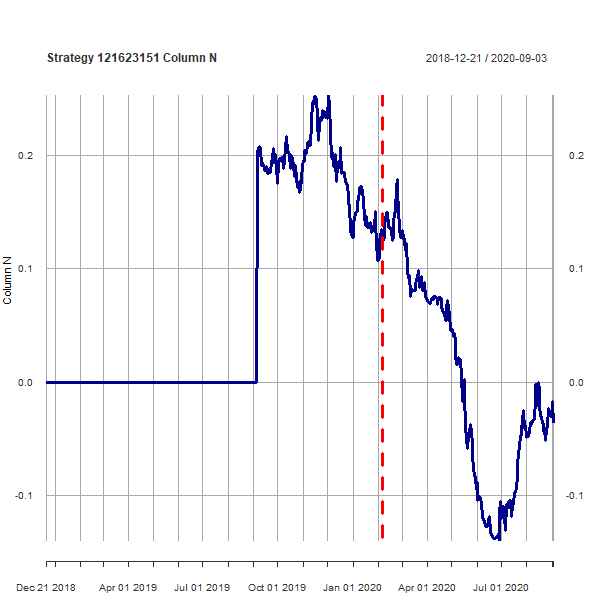 Strategy 121623151 Column N
2018-12-21 / 2020-09-03
0.2
0.2
0.1
0.1
Column N
0.0
0.0
-0.1
-0.1
Dec 21 2018
Apr 01 2019
Jul 01 2019
Oct 01 2019
Jan 01 2020
Apr 01 2020
Jul 01 2020